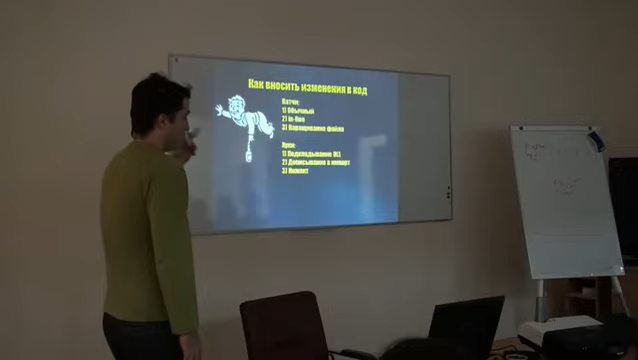 Как вносить изменения в код
Патчи:
1) Обычный
2) In-line
3) Наращивание файла
Хуки:
1) Подкладывание DLL
2) Дописывание в импорт
3) Инжект